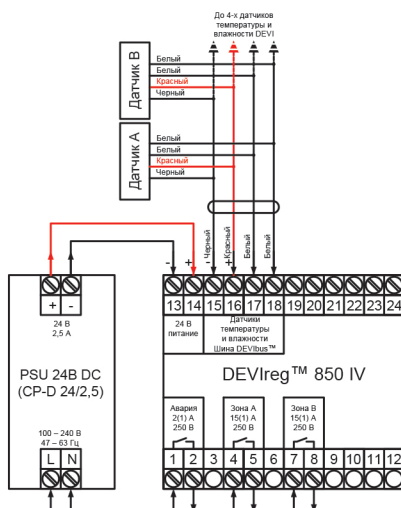 До 4-х датчиков
температуры и
влажности DEVI
Датчик В
Белый
Белый
Красный
Черный
Датчик А
Белый
Белый
Красный
Черный
- Черный
+ Красный
Белый
Белый
- +
13 14 15 16 17 18 19 20 21 22 23 24
24 В
питание
Датчики
температуры
и влажности
Шина DEVIbus™
+ -
24 В
2,5 А
PSU 24В DC
(CP-D 24/2,5)
100 – 240 В
47 – 63 Гц
L N
DEVIreg™ 850 IV
Авария
2(1) А
250 В
Зона А
15(1) А
250 В
Зона В
15(1) А
250 В
1 2 3 4 5 6 7 8 9 10 11 12